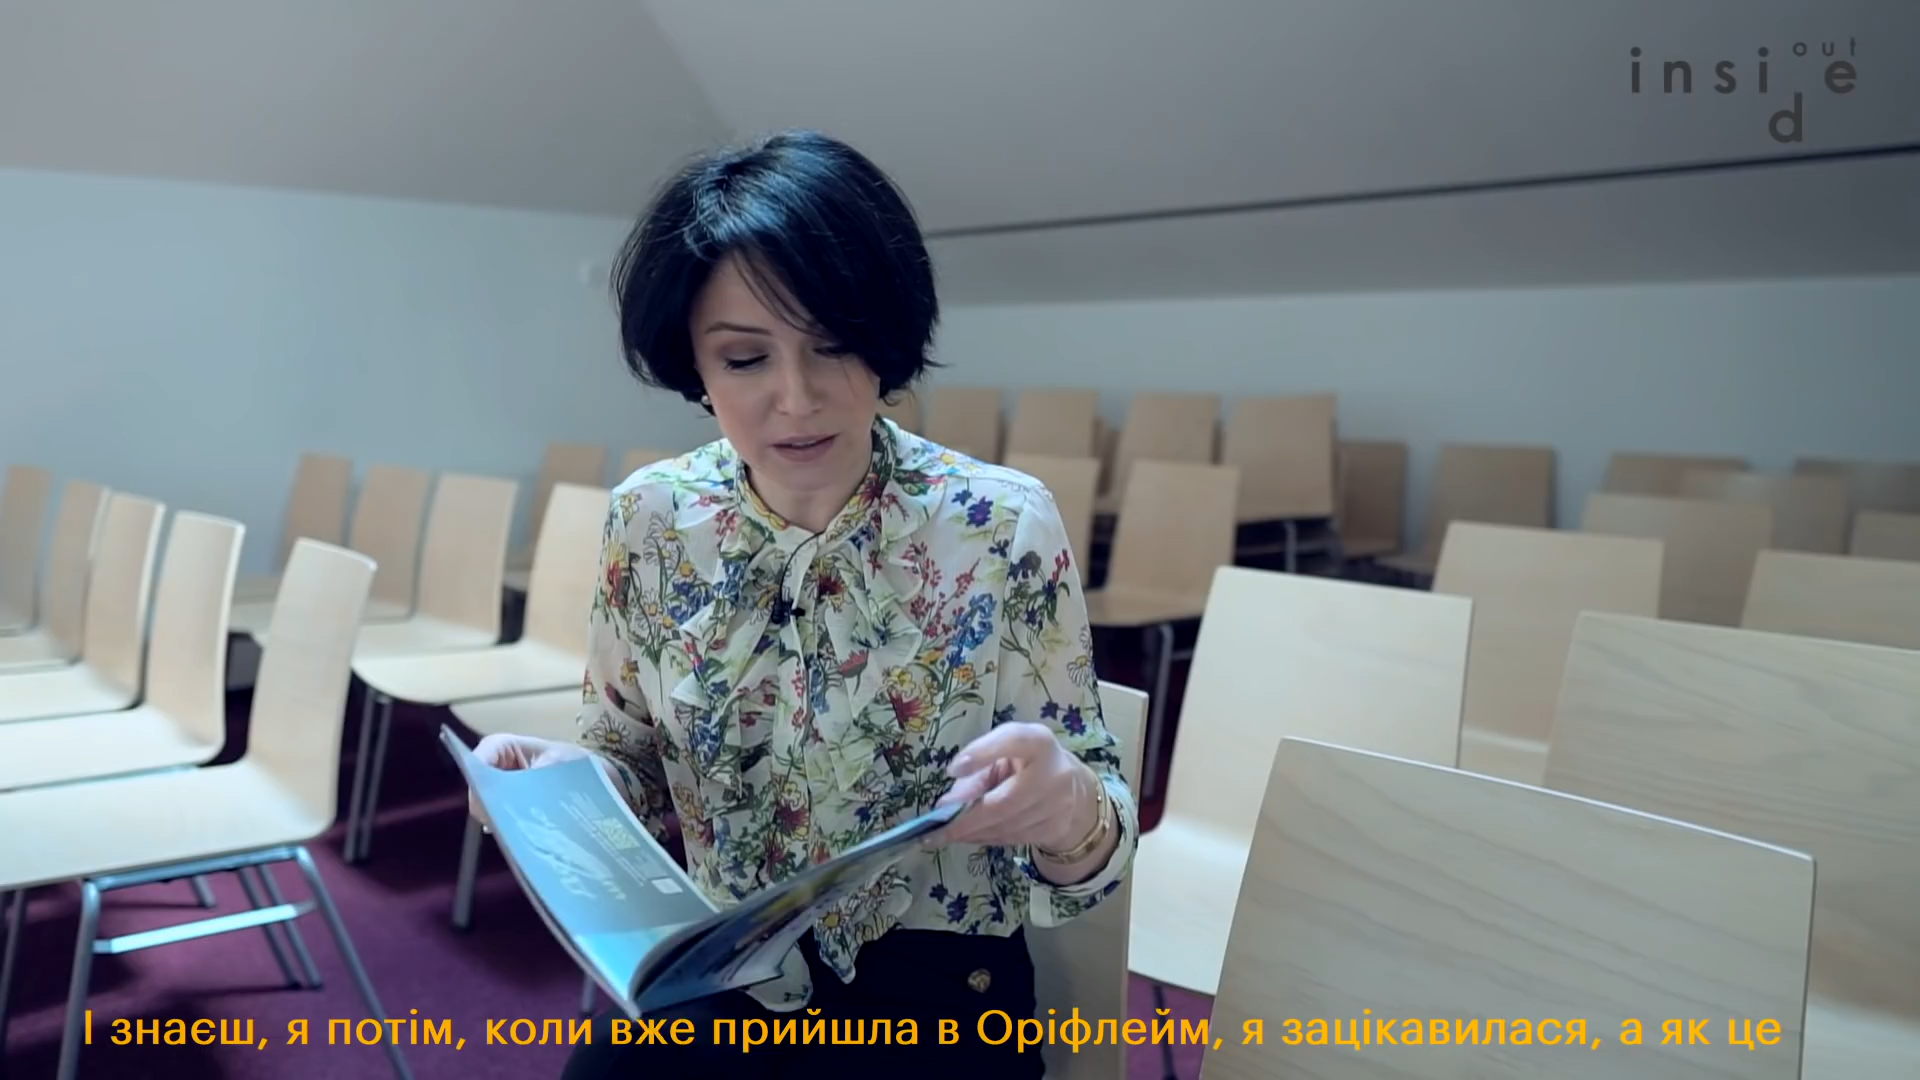 inside out
І знаєш, я потім, коли вже прийшла в Оріфлейм, я зацікавилася, а як це